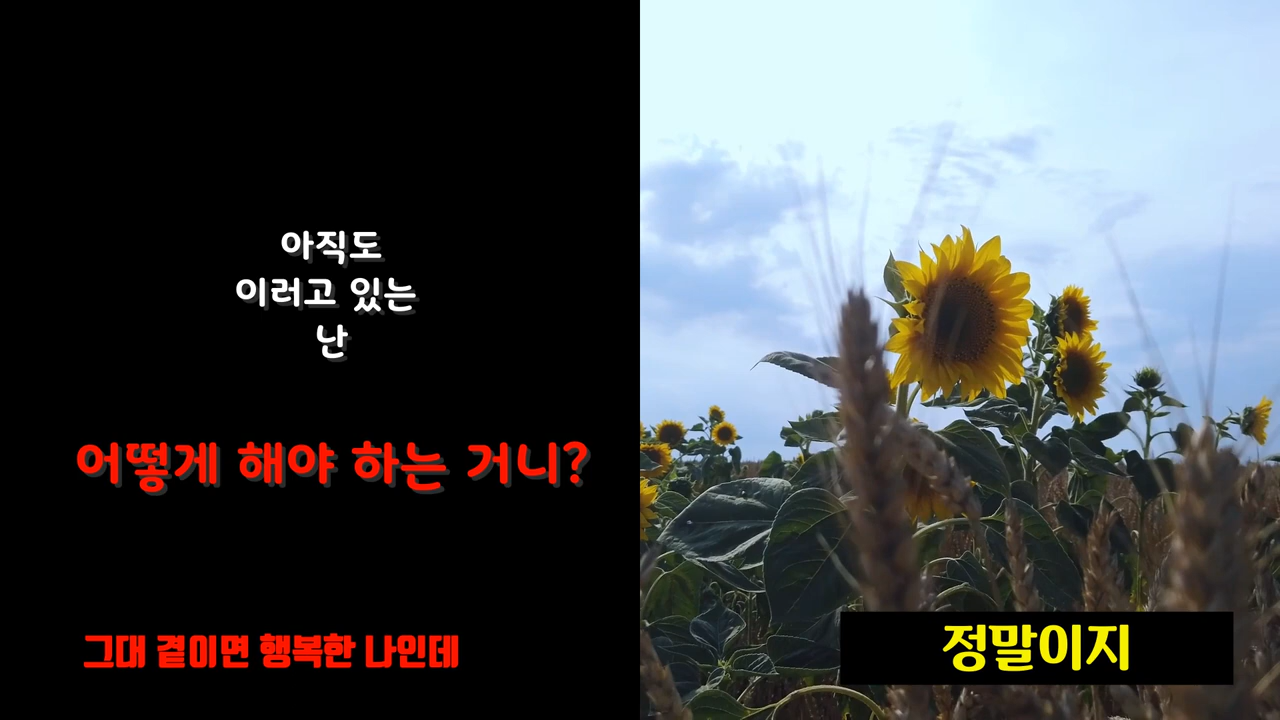 아직도
이러고 있는
난
어떻게 해야 하는 거니?
그대 곁이면 행복한 나인데
정말이지